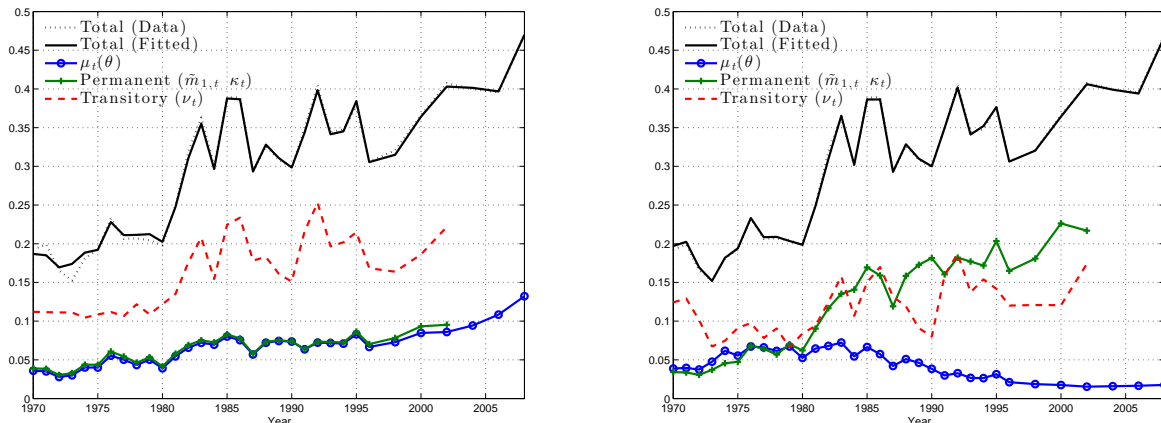 Total (Data)
Total (Fitted)
μₜ(θ)
Permanent (m̃₁,ₜ κₜ)
Transitory (νₜ)
0.5
0.45
0.4
0.35
0.3
0.25
0.2
0.15
0.1
0.05
0
1970 1975 1980 1985 1990 1995 2000 2005
Year
Total (Data)
Total (Fitted)
μₜ(θ)
Permanent (m̃₁,ₜ κₜ)
Transitory (νₜ)
0.5
0.45
0.4
0.35
0.3
0.25
0.2
0.15
0.1
0.05
0
1970 1975 1980 1985 1990 1995 2000 2005
Year